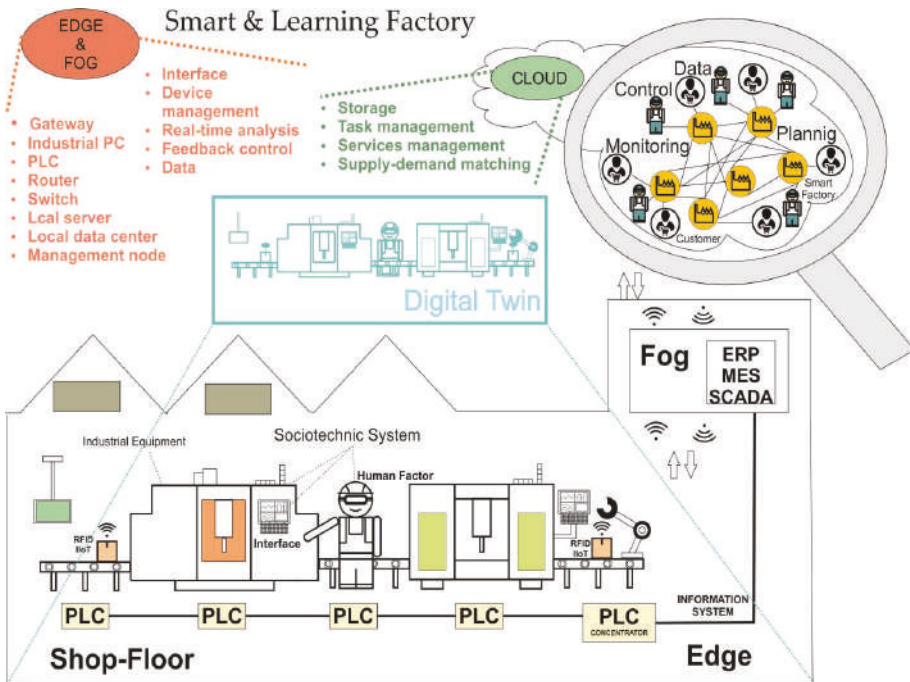 Smart & Learning Factory
EDGE
&
FOG
• Gateway
• Industrial PC
• PLC
• Router
• Switch
• Lcal server
• Local data center
• Management node
• Interface
• Device
management
• Real-time analysis
• Feedback control
• Data
CLOUD
• Storage
• Task management
• Services management
• Supply-demand matching
Data
Control
Plannig
Monitoring
Smart
Factory
Customer
Digital Twin
Fog
ERP
MES
SCADA
Industrial Equipment
Sociotechnic System
Human Factor
RFID
IIoT
Interface
RFID
IIoT
PLC
PLC
PLC
PLC
PLC
CONCENTRATOR
INFORMATION
SYSTEM
Shop-Floor
Edge